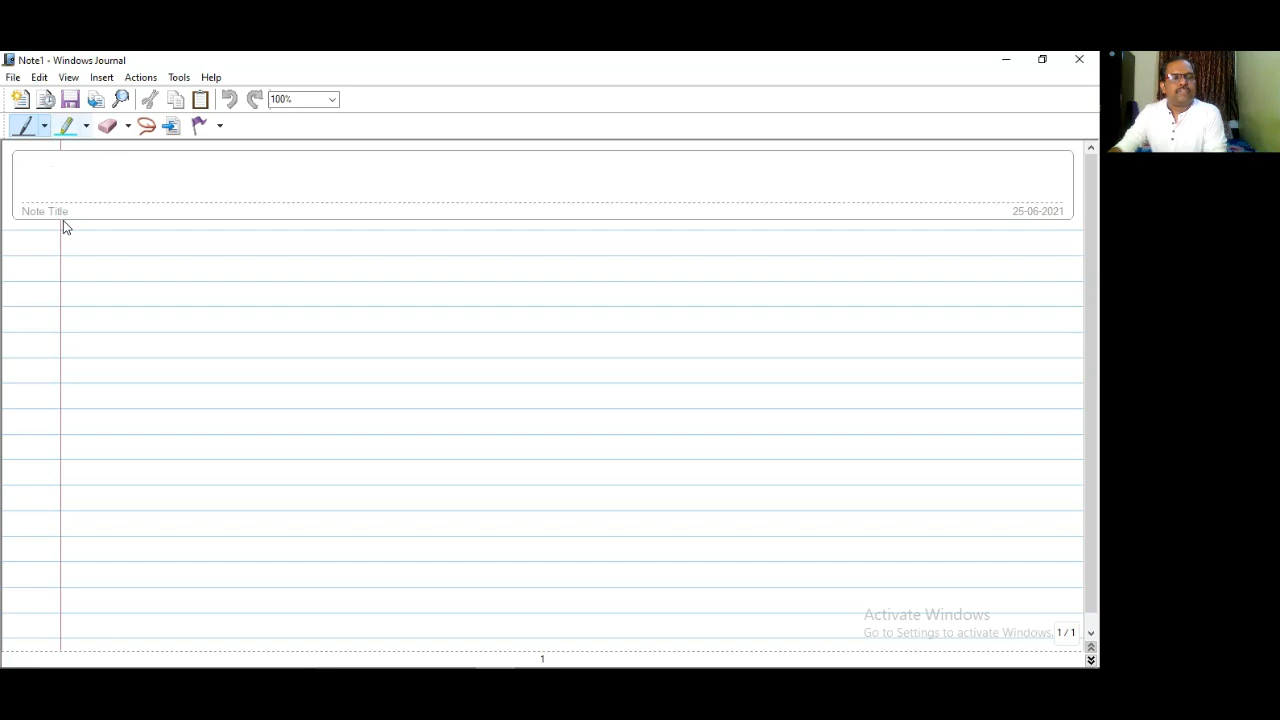 Note1 - Windows Journal
File Edit View Insert Actions Tools Help
100%
Note Title
25-06-2021
Activate Windows
Go to Settings to activate Windows.
1 / 1
1